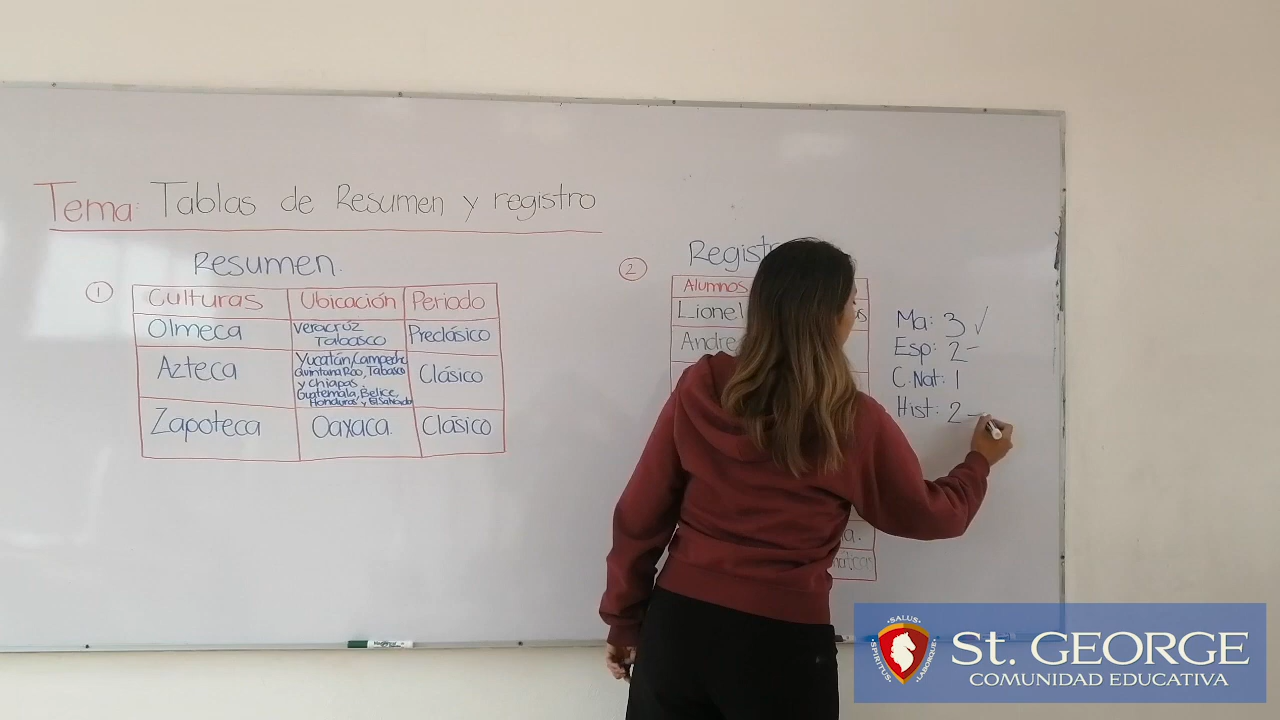 Tema: Tablas de Resumen y registro
Resumen.
1
Culturas Ubicación Periodo
Olmeca Veracruz Tabasco Preclásico
Azteca Yucatán, Campeche quintana Roo, Tabasco y chiapas. Guatemala, Belice, Honduras y El Salvador Clásico
Zapoteca Oaxaca. Clásico
2
Registr
Alumnos
Lionel
Andre
Ma: 3 ✓
Esp: 2 -
C.Nat: 1
Hist: 2 -
SALUS
SPIRITUS
LABORQUE
St. GEORGE
COMUNIDAD EDUCATIVA